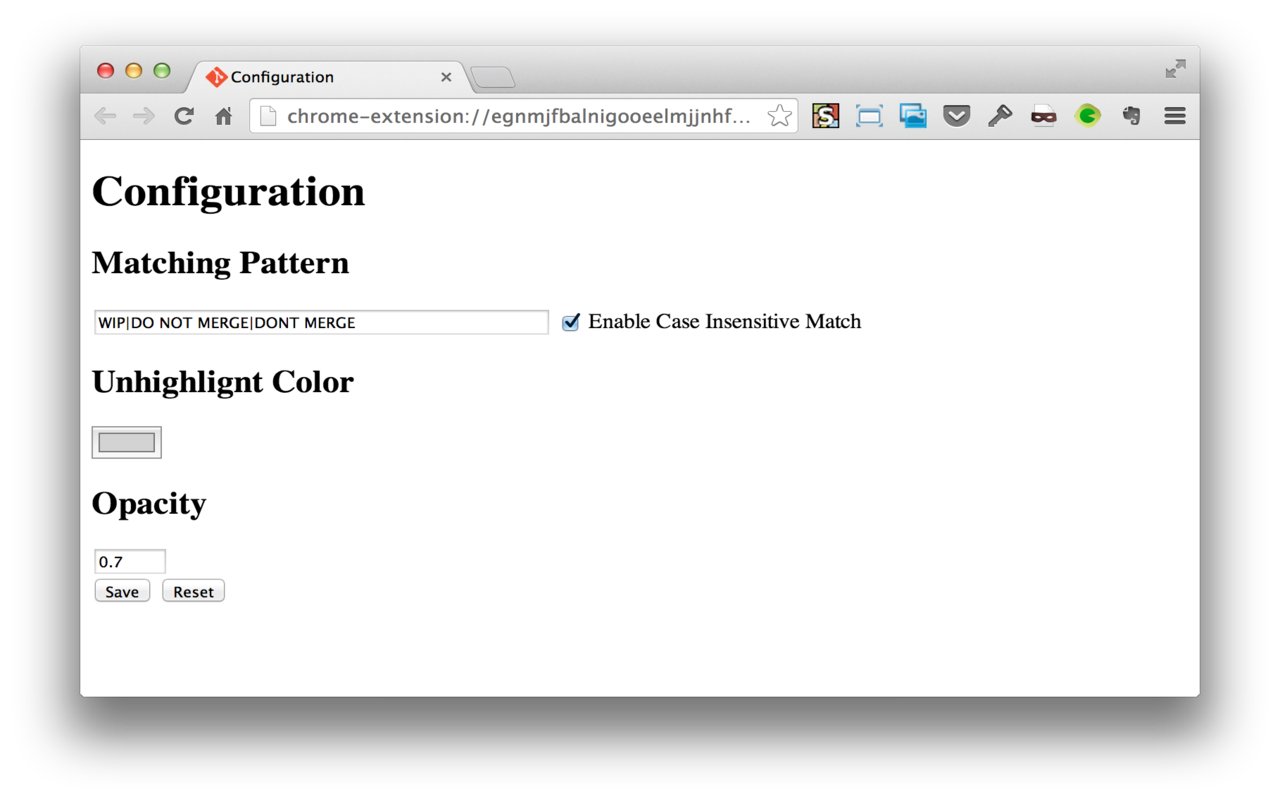 Configuration
chrome-extension://egnmjfbalnigooeelmjjnhf...
Configuration
Matching Pattern
WIP|DO NOT MERGE|DONT MERGE Enable Case Insensitive Match
Unhighlignt Color
Opacity
0.7
Save Reset